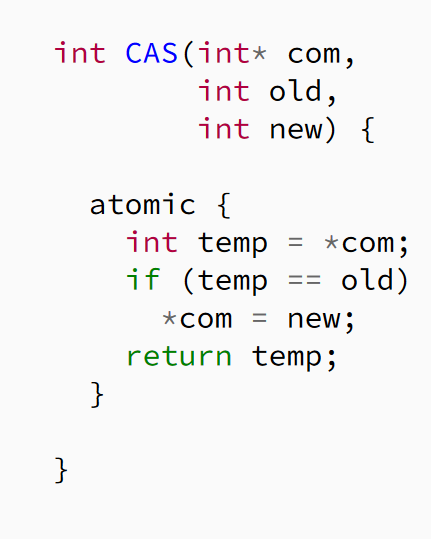 int CAS(int* com,
        int old,
        int new) {

  atomic {
    int temp = *com;
    if (temp == old)
      *com = new;
    return temp;
  }

}